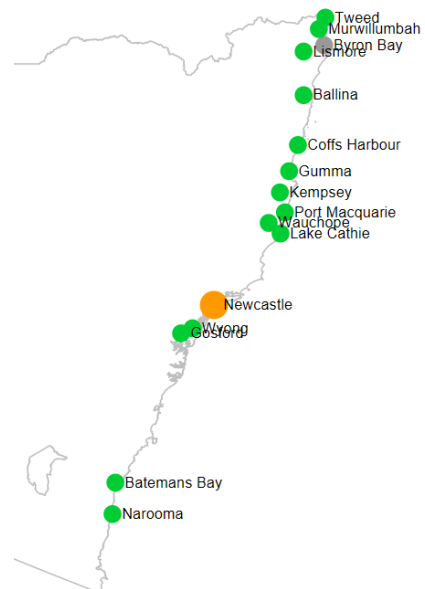 Tweed
Murwillumbah
Byron Bay
Lismore
Ballina
Coffs Harbour
Gumma
Kempsey
Port Macquarie
Wauchope
Lake Cathie
Newcastle
Wyong
Gosford
Batemans Bay
Narooma